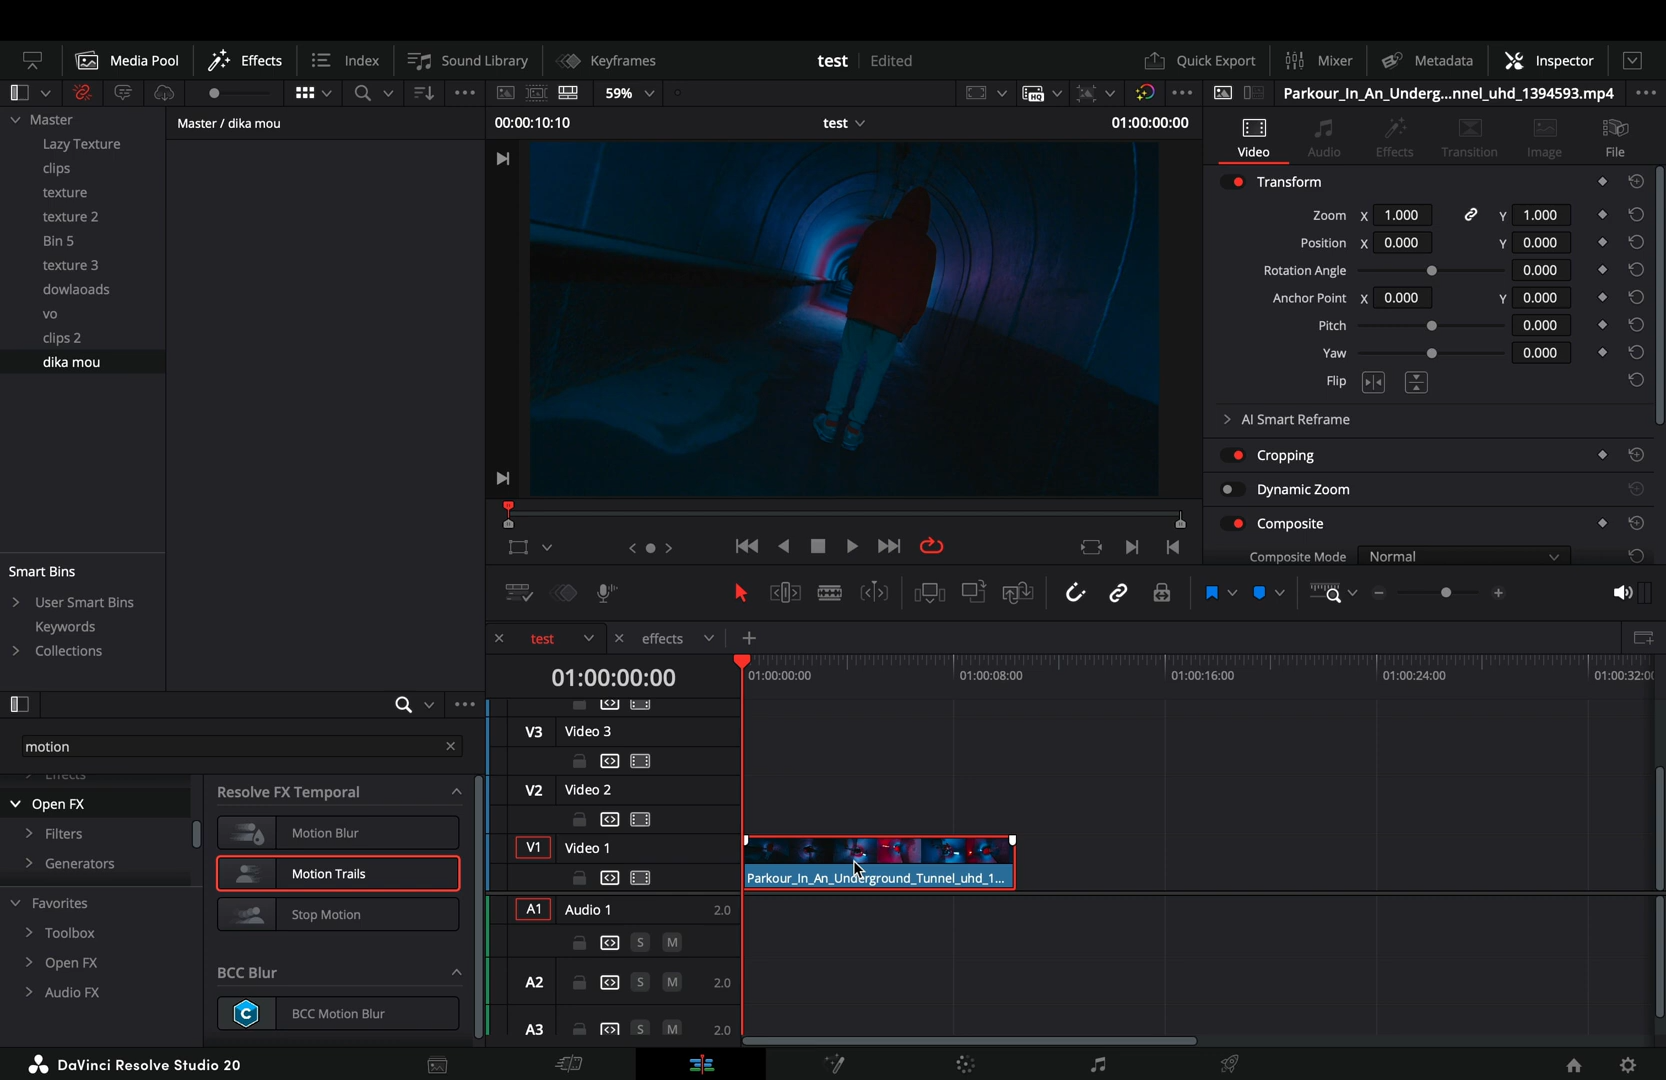 Media Pool
Effects
Index
Sound Library
Keyframes
test
Edited
Quick Export
Mixer
Metadata
Inspector
59%
Parkour_In_An_Underg...nnel_uhd_1394593.mp4
Master
Lazy Texture
clips
texture
texture 2
Bin 5
texture 3
dowlaoads
vo
clips 2
dika mou
Master / dika mou
Smart Bins
User Smart Bins
Keywords
Collections
00:00:10:10
test
01:00:00:00
Video
Audio
Effects
Transition
Image
File
Transform
Zoom X 1.000 Y 1.000
Position X 0.000 Y 0.000
Rotation Angle 0.000
Anchor Point X 0.000 Y 0.000
Pitch 0.000
Yaw 0.000
Flip
AI Smart Reframe
Cropping
Dynamic Zoom
Composite
Composite Mode Normal
motion
Effects
Open FX
Filters
Generators
Favorites
Toolbox
Open FX
Audio FX
Resolve FX Temporal
Motion Blur
Motion Trails
Stop Motion
BCC Blur
BCC Motion Blur
test
effects
01:00:00:00
01:00:00:00
01:00:08:00
01:00:16:00
01:00:24:00
V3 Video 3
V2 Video 2
V1 Video 1
Parkour_In_An_Underground_Tunnel_uhd_1...
A1 Audio 1 2.0
S M
A2 S M 2.0
A3 S M 2.0
DaVinci Resolve Studio 20